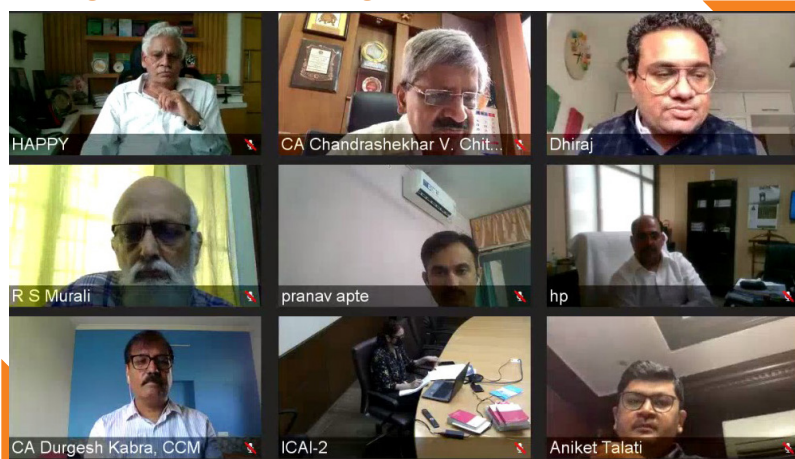 HAPPY
CA Chandrashekhar V. Chit...
Dhiraj
R S Murali
pranav apte
hp
CA Durgesh Kabra, CCM
ICAI-2
Aniket Talati